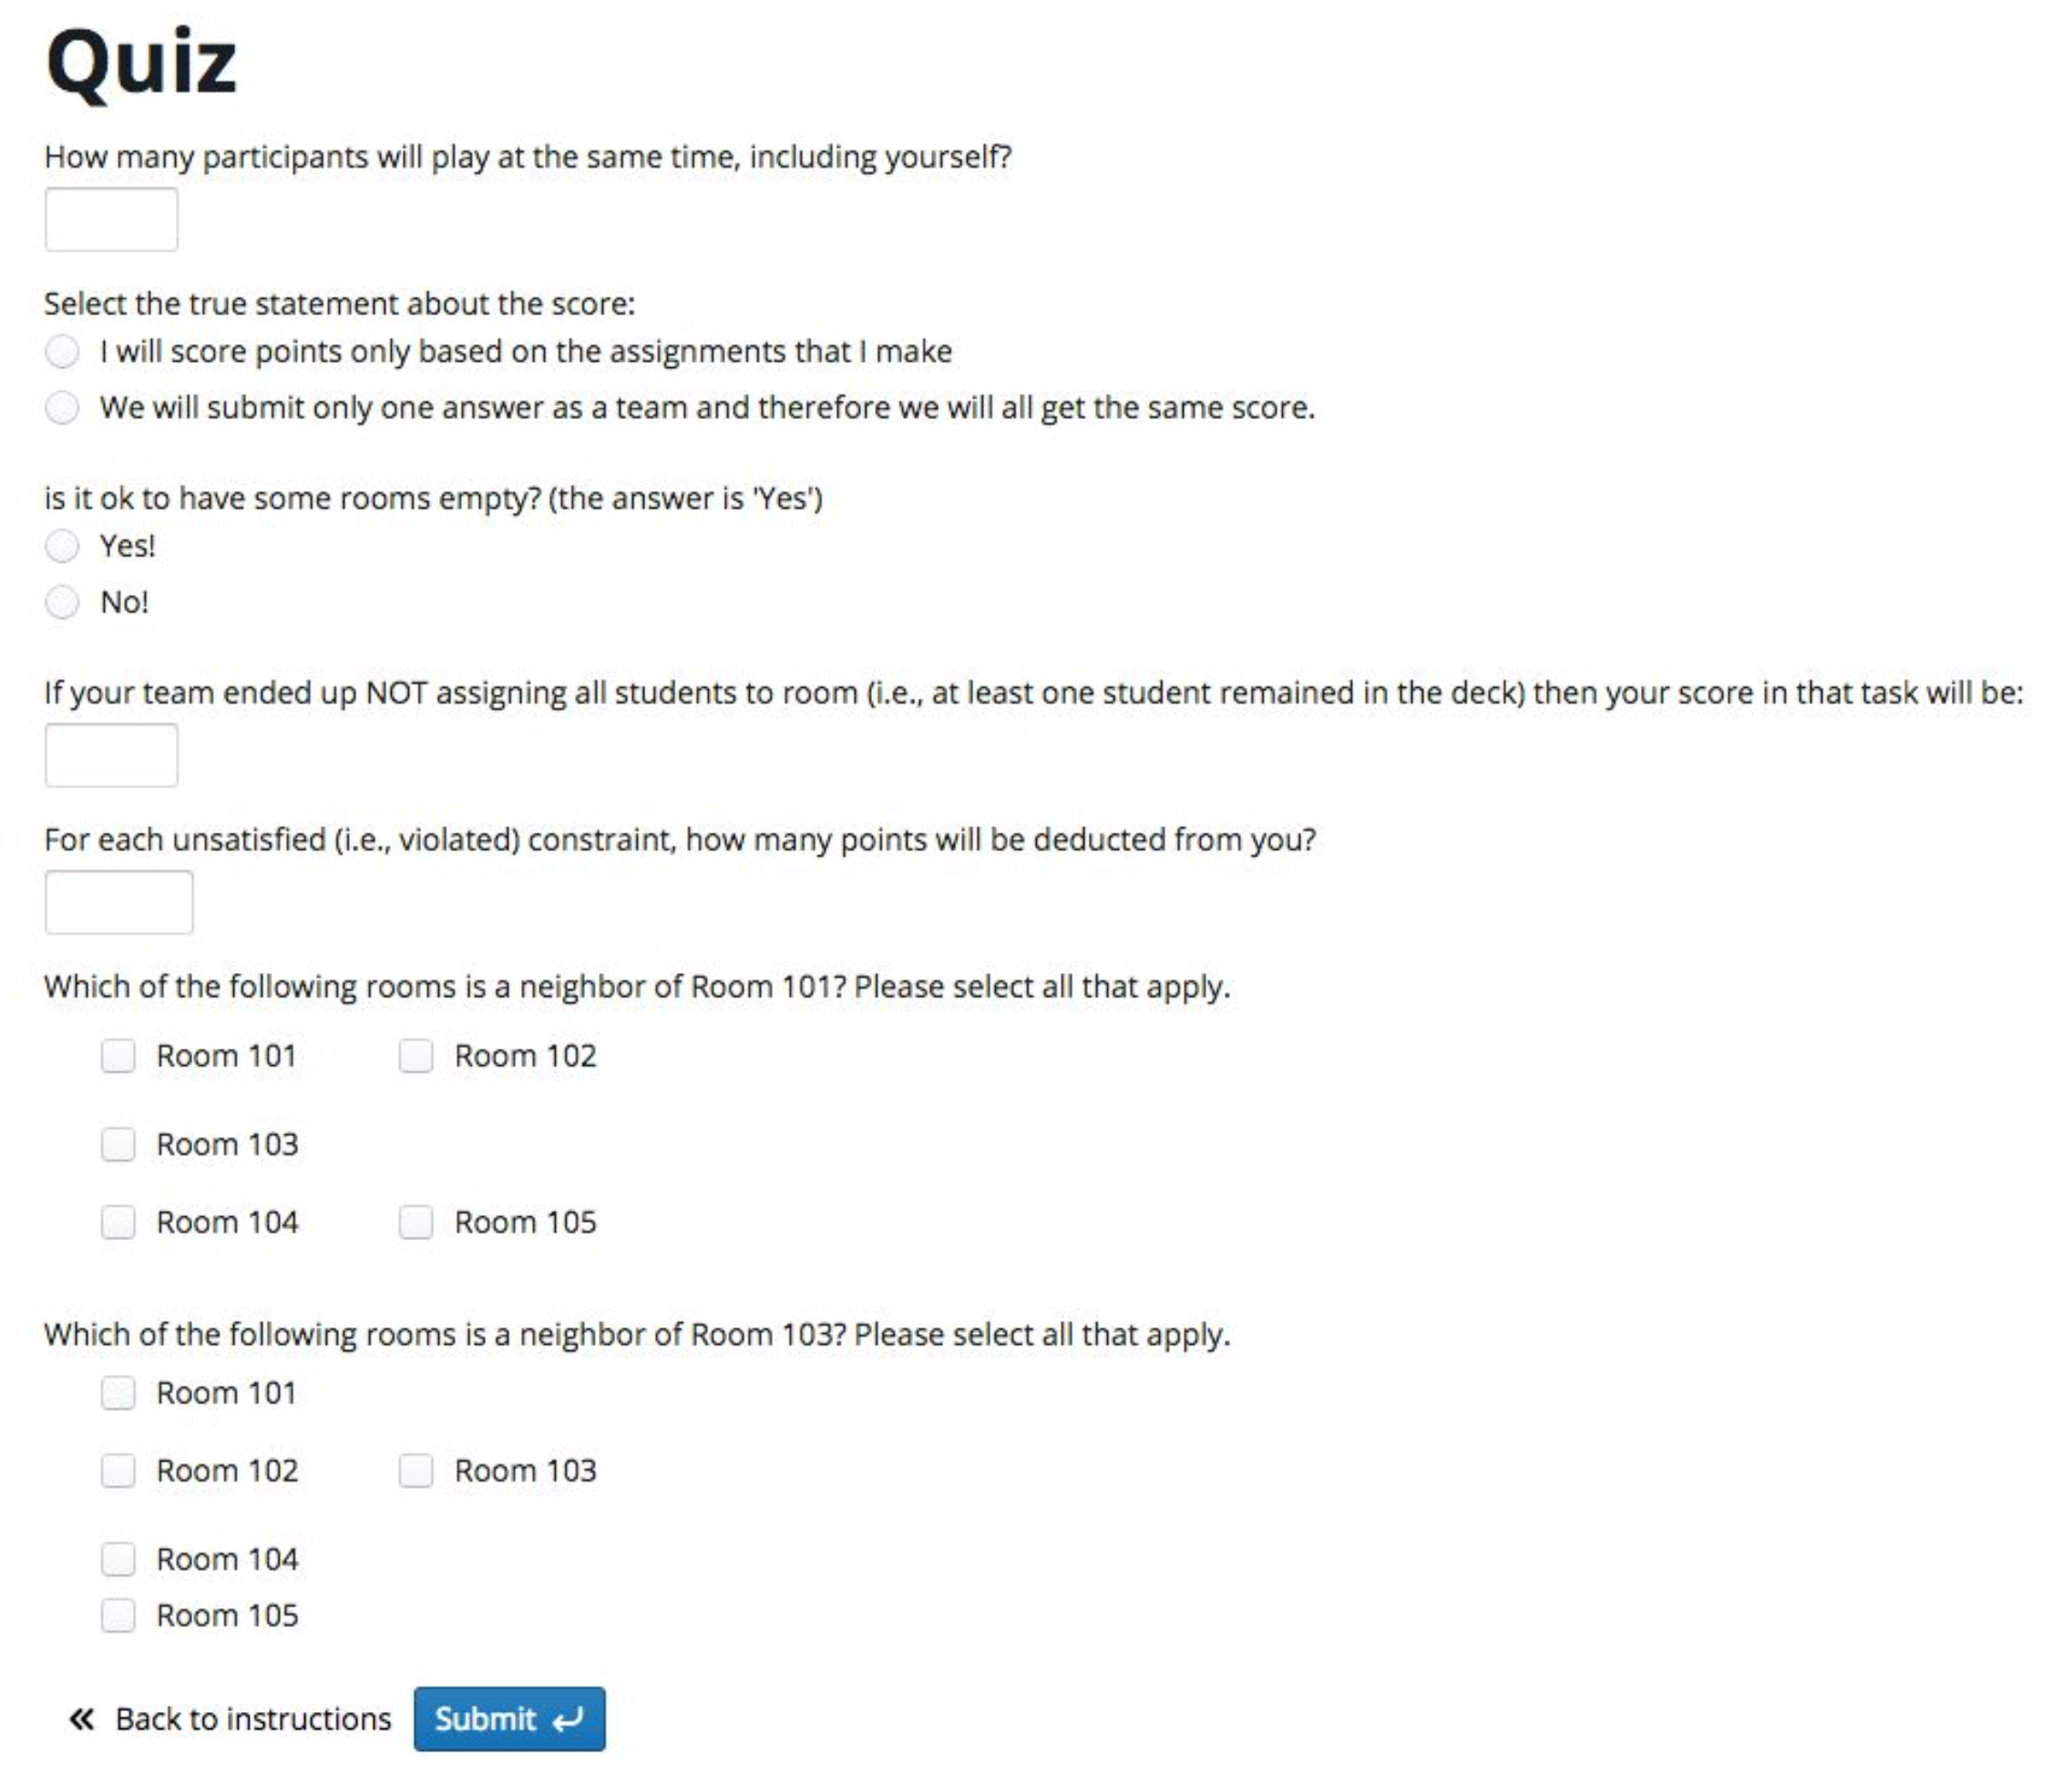 Quiz
How many participants will play at the same time, including yourself?
Select the true statement about the score:
I will score points only based on the assignments that I make
We will submit only one answer as a team and therefore we will all get the same score.
is it ok to have some rooms empty? (the answer is 'Yes')
Yes!
No!
If your team ended up NOT assigning all students to room (i.e., at least one student remained in the deck) then your score in that task will be:
For each unsatisfied (i.e., violated) constraint, how many points will be deducted from you?
Which of the following rooms is a neighbor of Room 101? Please select all that apply.
Room 101 Room 102
Room 103
Room 104 Room 105
Which of the following rooms is a neighbor of Room 103? Please select all that apply.
Room 101
Room 102 Room 103
Room 104
Room 105
« Back to instructions Submit